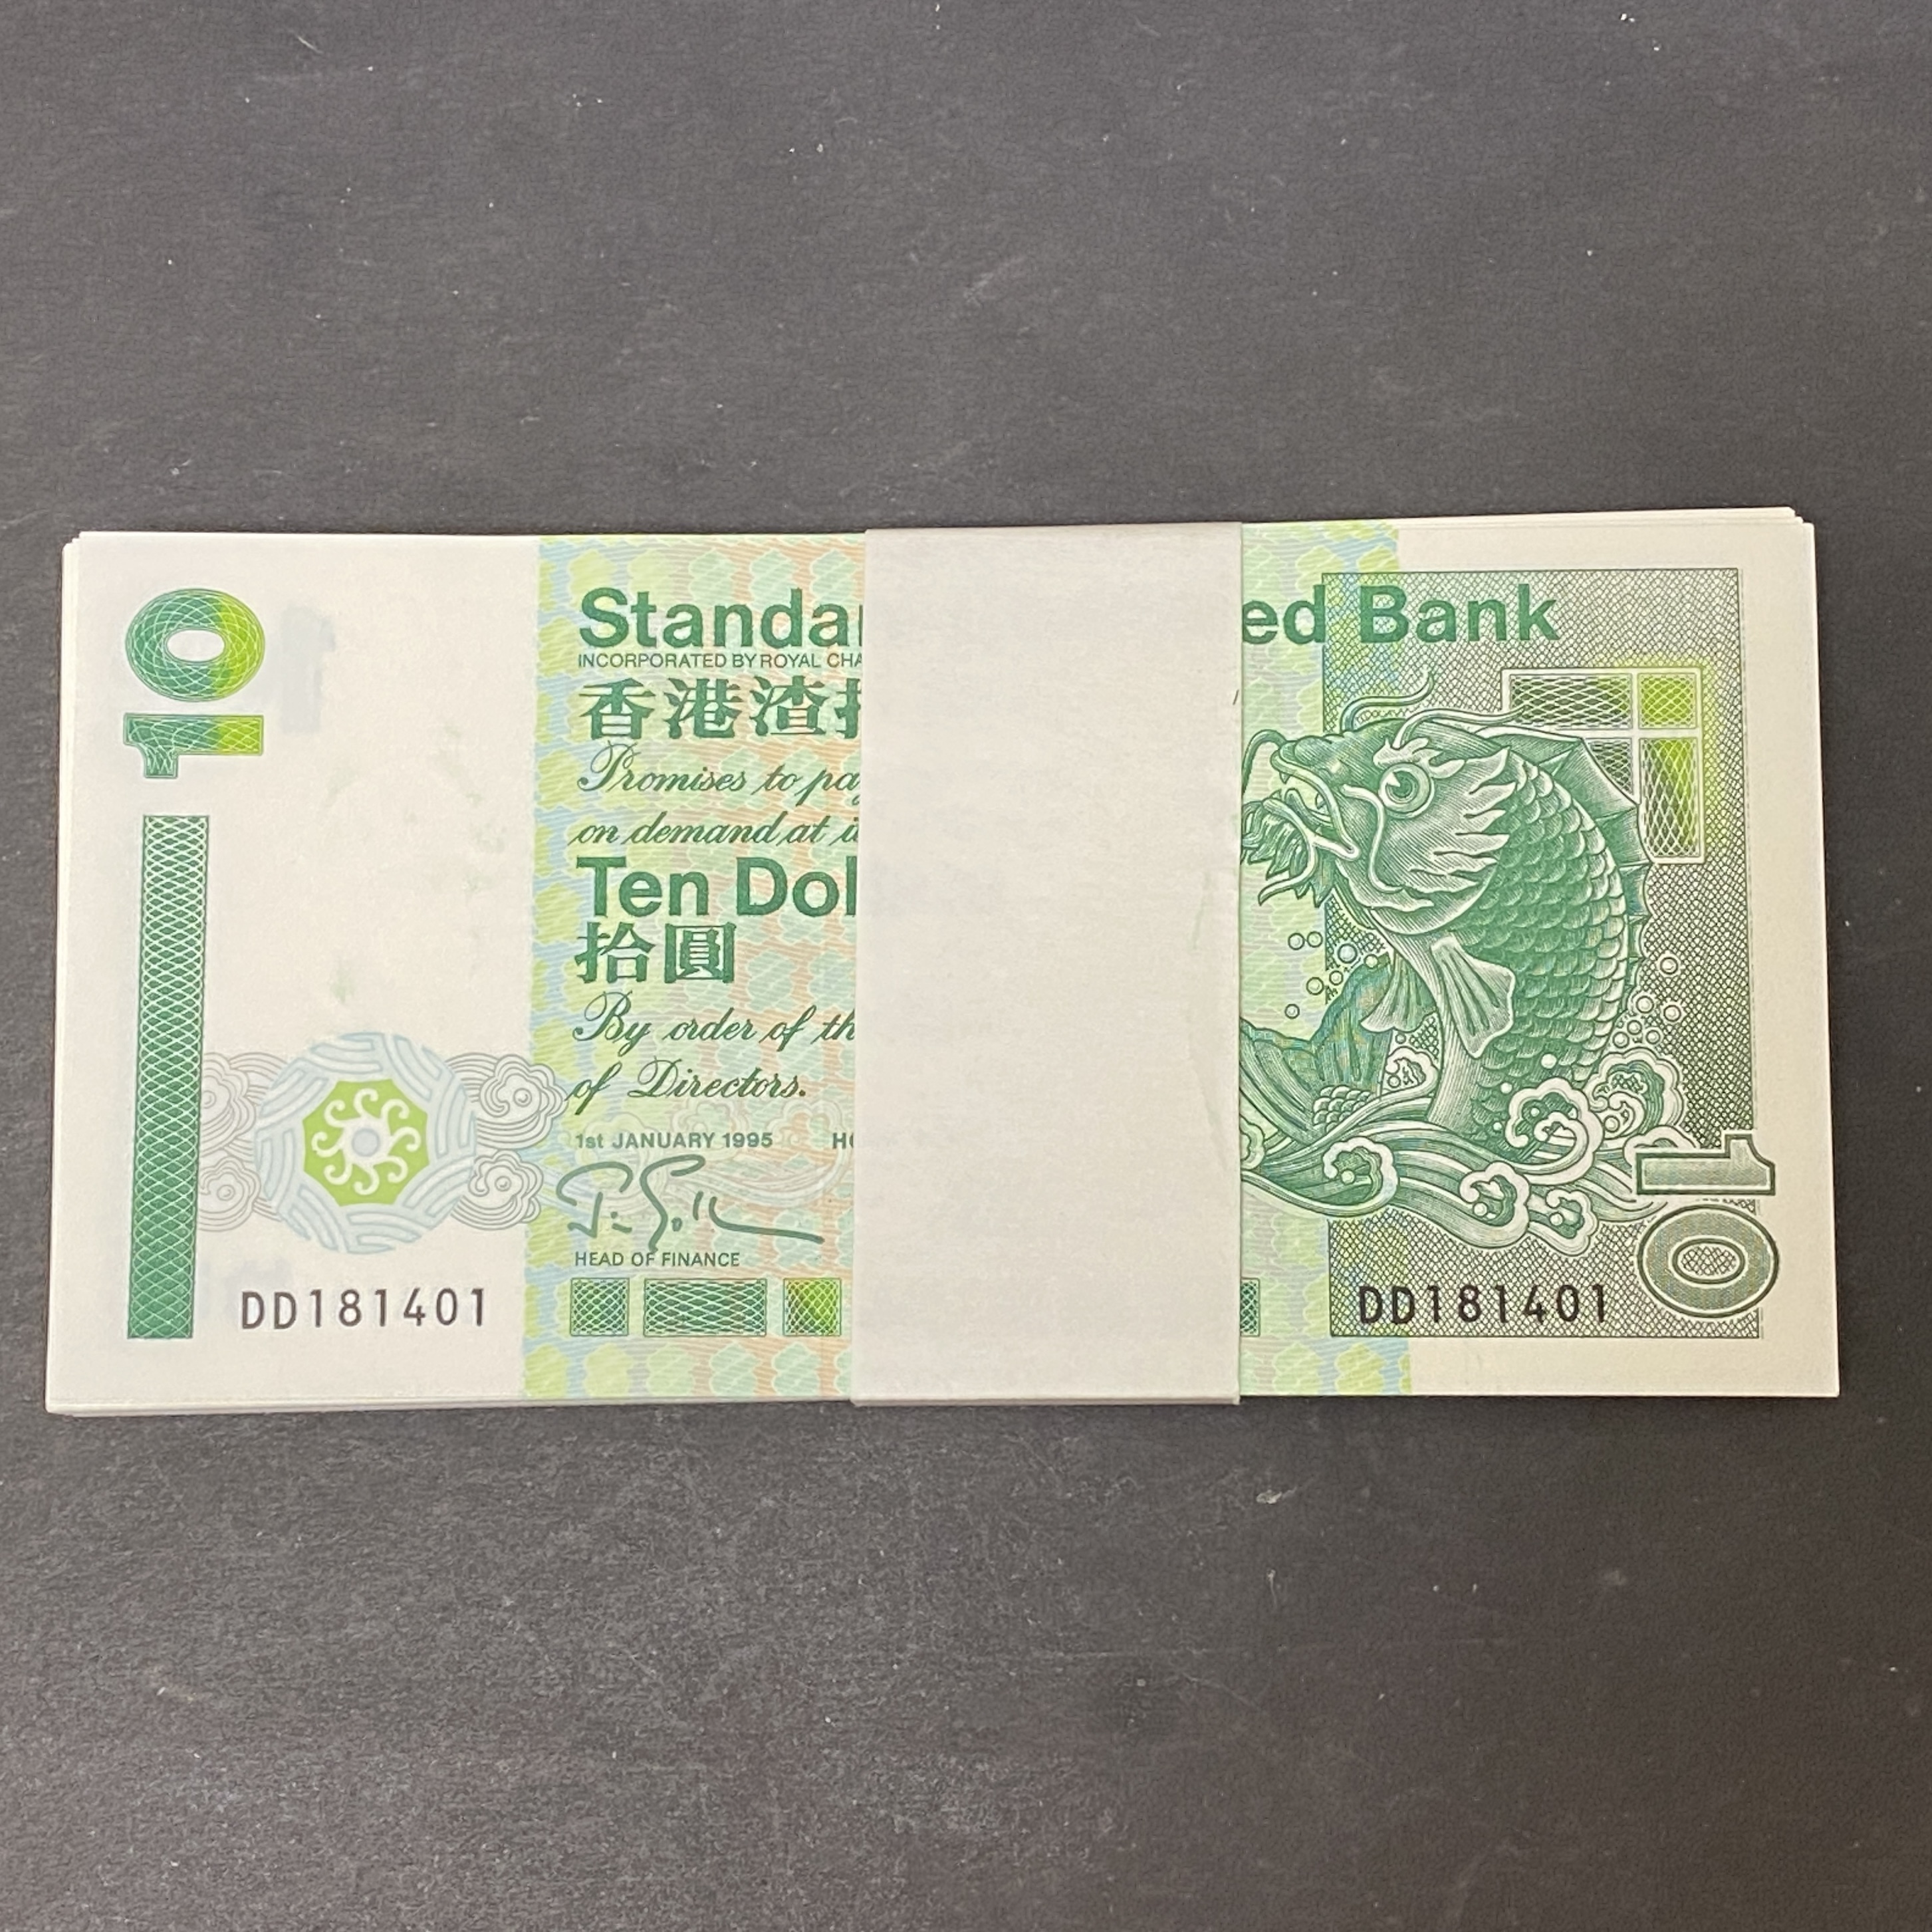 10
Standa ed Bank
INCORPORATED BY ROYAL CHA
香港渣
Promises to pa
on demand at i
Ten Dol
拾圓
By order of th
of Directors.
1st JANUARY 1995 HO
HEAD OF FINANCE
10
DD181401 DD181401